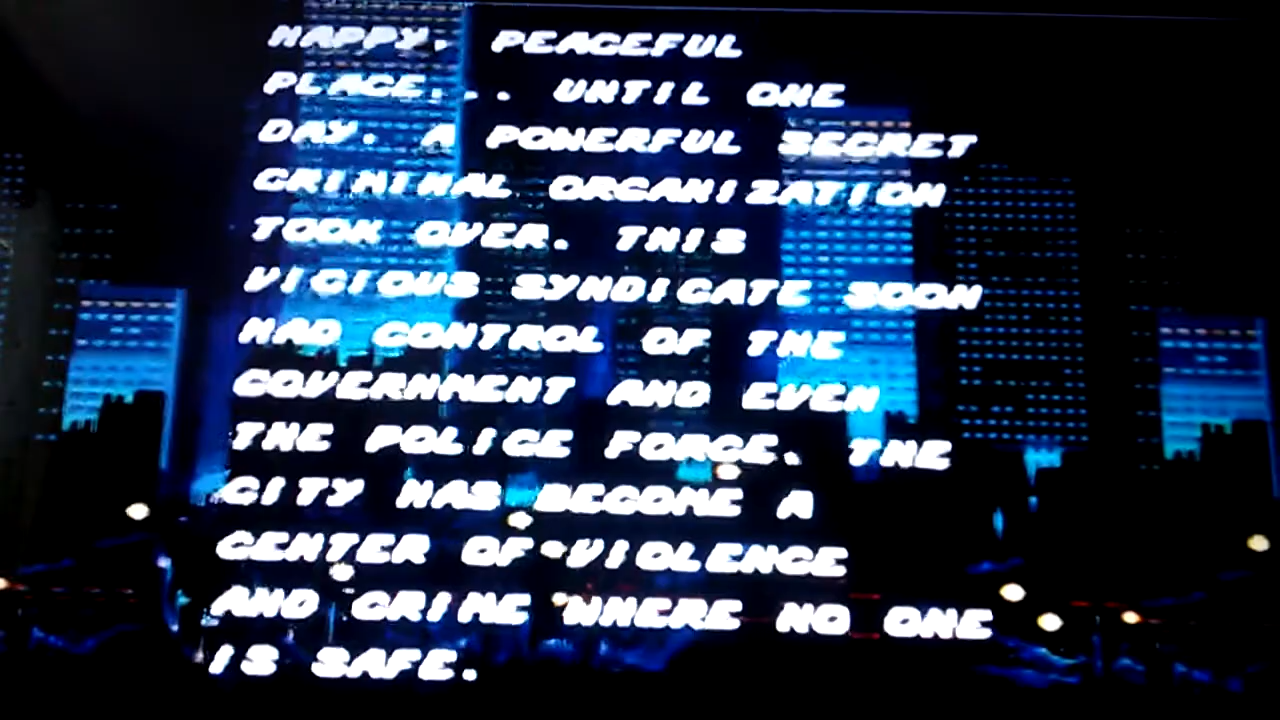 HAPPY, PEACEFUL
PLACE... UNTIL ONE
DAY. A POWERFUL SECRET
CRIMINAL ORGANIZATION
TOOK OVER. THIS
VICIOUS SYNDICATE SOON
HAD CONTROL OF THE
GOVERNMENT AND EVEN
THE POLICE FORCE. THE
CITY HAS BECOME A
CENTER OF VIOLENCE
AND CRIME WHERE NO ONE
IS SAFE.